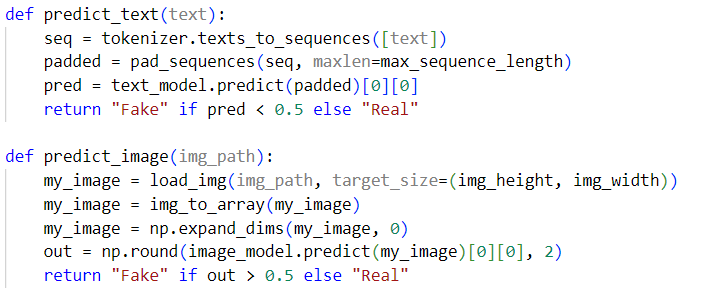 def predict_text(text):
    seq = tokenizer.texts_to_sequences([text])
    padded = pad_sequences(seq, maxlen=max_sequence_length)
    pred = text_model.predict(padded)[0][0]
    return "Fake" if pred < 0.5 else "Real"

def predict_image(img_path):
    my_image = load_img(img_path, target_size=(img_height, img_width))
    my_image = img_to_array(my_image)
    my_image = np.expand_dims(my_image, 0)
    out = np.round(image_model.predict(my_image)[0][0], 2)
    return "Fake" if out > 0.5 else "Real"